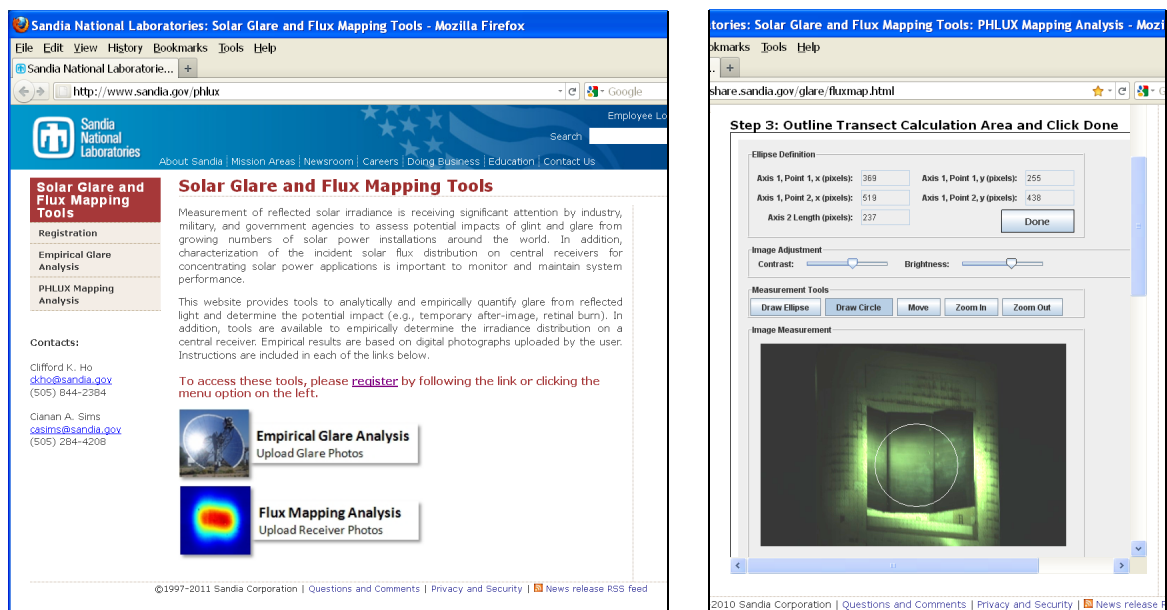 Sandia National Laboratories: Solar Glare and Flux Mapping Tools - Mozilla Firefox
File Edit View History Bookmarks Tools Help
Sandia National Laboratorie... +
http://www.sandia.gov/phlux
Google
Employee Lo
Search
Sandia
National
Laboratories
About Sandia | Mission Areas | Newsroom | Careers | Doing Business | Education | Contact Us
Solar Glare and
Flux Mapping
Tools
Registration
Empirical Glare
Analysis
PHLUX Mapping
Analysis
Contacts:
Clifford K. Ho
ckho@sandia.gov
(505) 844-2384
Cianan A. Sims
casims@sandia.gov
(505) 284-4208
Solar Glare and Flux Mapping Tools
Measurement of reflected solar irradiance is receiving significant attention by industry,
military, and government agencies to assess potential impacts of glint and glare from
growing numbers of solar power installations around the world. In addition,
characterization of the incident solar flux distribution on central receivers for
concentrating solar power applications is important to monitor and maintain system
performance.
This website provides tools to analytically and empirically quantify glare from reflected
light and determine the potential impact (e.g., temporary after-image, retinal burn). In
addition, tools are available to empirically determine the irradiance distribution on a
central receiver. Empirical results are based on digital photographs uploaded by the user.
Instructions are included in each of the links below.
To access these tools, please register by following the link or clicking the
menu option on the left.
Empirical Glare Analysis
Upload Glare Photos
Flux Mapping Analysis
Upload Receiver Photos
©1997-2011 Sandia Corporation | Questions and Comments | Privacy and Security | News release RSS feed
tories: Solar Glare and Flux Mapping Tools: PHLUX Mapping Analysis - Mozi
okmarks Tools Help
.. +
share.sandia.gov/glare/fluxmap.html
G
Step 3: Outline Transect Calculation Area and Click Done
Ellipse Definition
Axis 1, Point 1, x (pixels): 369 Axis 1, Point 1, y (pixels): 255
Axis 1, Point 2, x (pixels): 519 Axis 1, Point 2, y (pixels): 438
Axis 2 Length (pixels): 237 Done
Image Adjustment
Contrast: Brightness:
Measurement Tools
Draw Ellipse Draw Circle Move Zoom In Zoom Out
Image Measurement
2010 Sandia Corporation | Questions and Comments | Privacy and Security | News release R